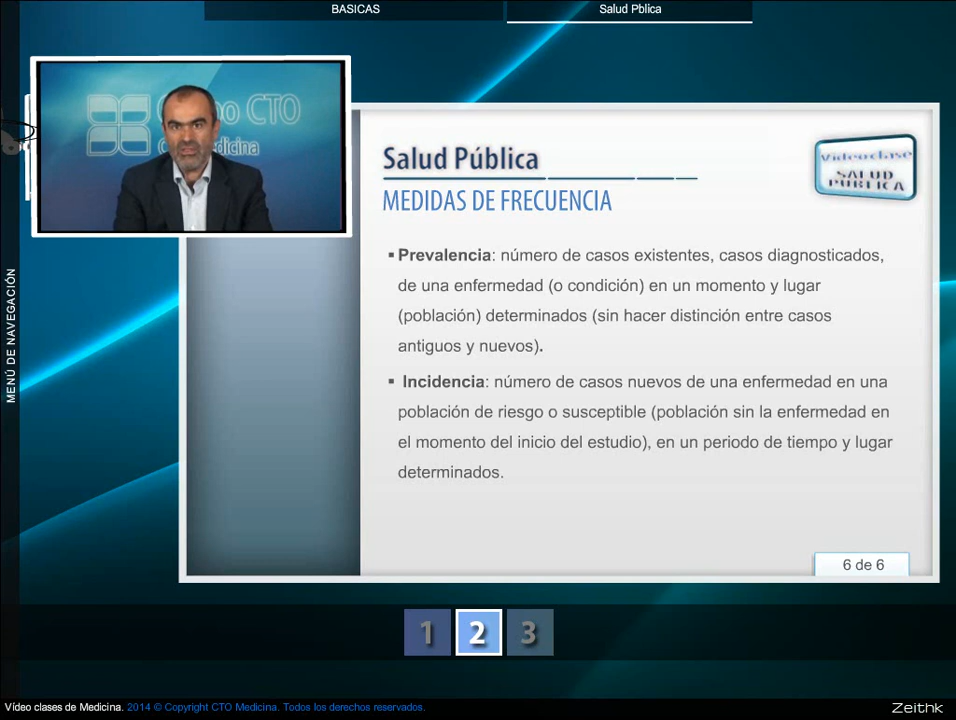 BASICAS
Salud Pblica
CTO
Salud Pública
MEDIDAS DE FRECUENCIA
Videoclase
SALUD
PUBLICA
▪ Prevalencia: número de casos existentes, casos diagnosticados,
de una enfermedad (o condición) en un momento y lugar
(población) determinados (sin hacer distinción entre casos
antiguos y nuevos).
▪ Incidencia: número de casos nuevos de una enfermedad en una
población de riesgo o susceptible (población sin la enfermedad en
el momento del inicio del estudio), en un periodo de tiempo y lugar
determinados.
6 de 6
MENÚ DE NAVEGACIÓN
1 2 3
Vídeo clases de Medicina. 2014 © Copyright CTO Medicina. Todos los derechos reservados.
Zeithk